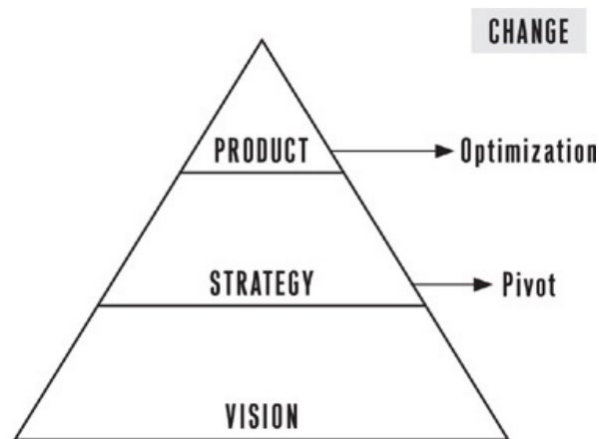 CHANGE
PRODUCT
Optimization
STRATEGY
Pivot
VISION